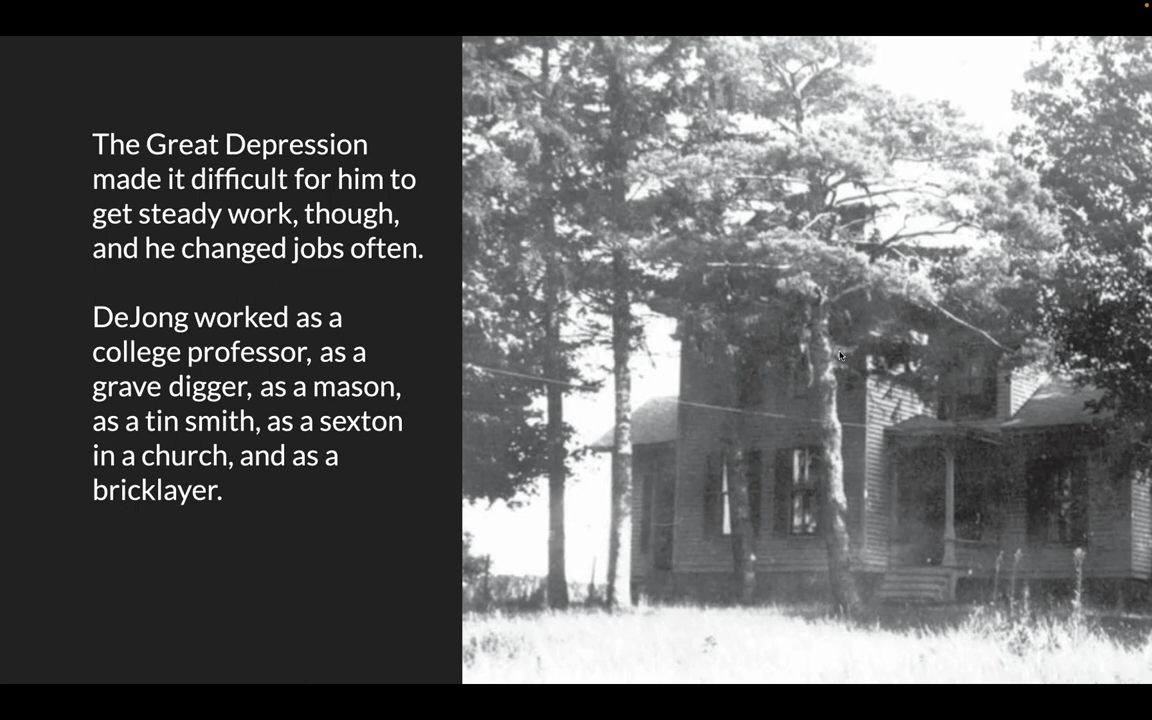 The Great Depression
made it difficult for him to
get steady work, though,
and he changed jobs often.
DeJong worked as a
college professor, as a
grave digger, as a mason,
as a tin smith, as a sexton
in a church, and as a
bricklayer.